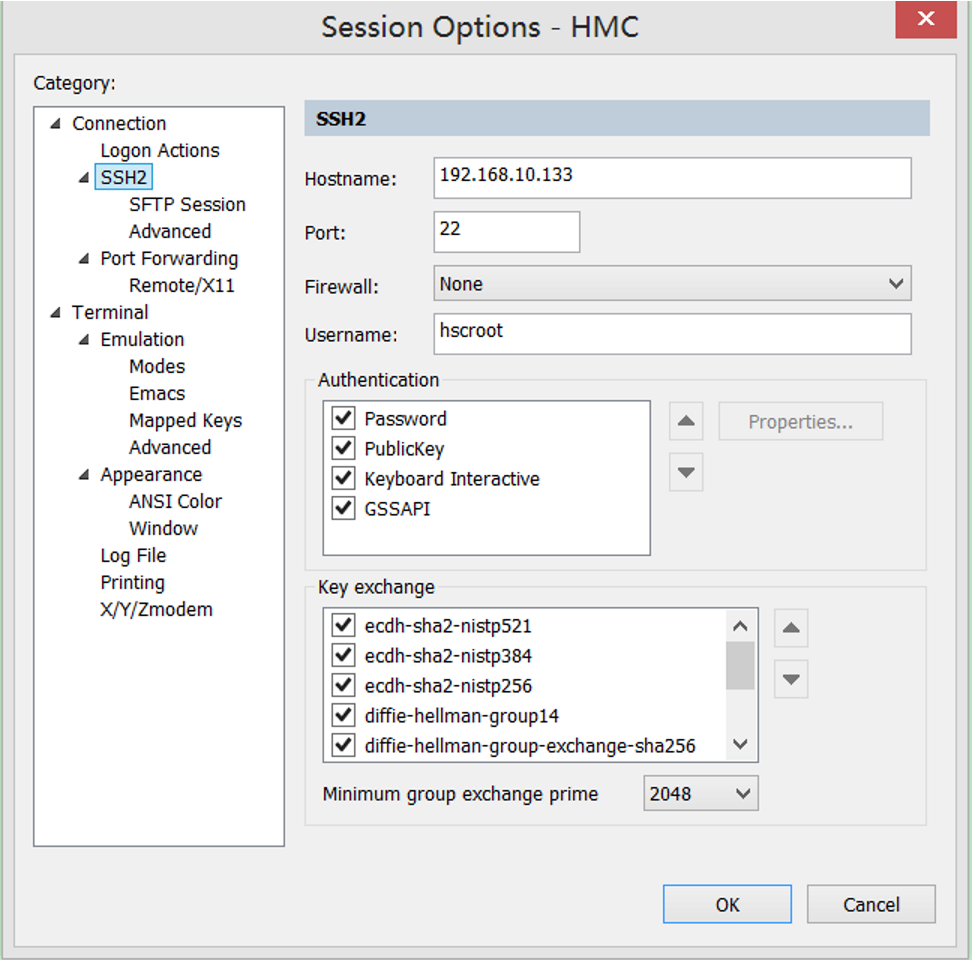 Session Options - HMC
Category:
Connection
Logon Actions
SSH2
SFTP Session
Advanced
Port Forwarding
Remote/X11
Terminal
Emulation
Modes
Emacs
Mapped Keys
Advanced
Appearance
ANSI Color
Window
Log File
Printing
X/Y/Zmodem
SSH2
Hostname: 192.168.10.133
Port: 22
Firewall: None
Username: hscroot
Authentication
Password
PublicKey
Keyboard Interactive
GSSAPI
Properties...
Key exchange
ecdh-sha2-nistp521
ecdh-sha2-nistp384
ecdh-sha2-nistp256
diffie-hellman-group14
diffie-hellman-group-exchange-sha256
Minimum group exchange prime 2048
OK Cancel